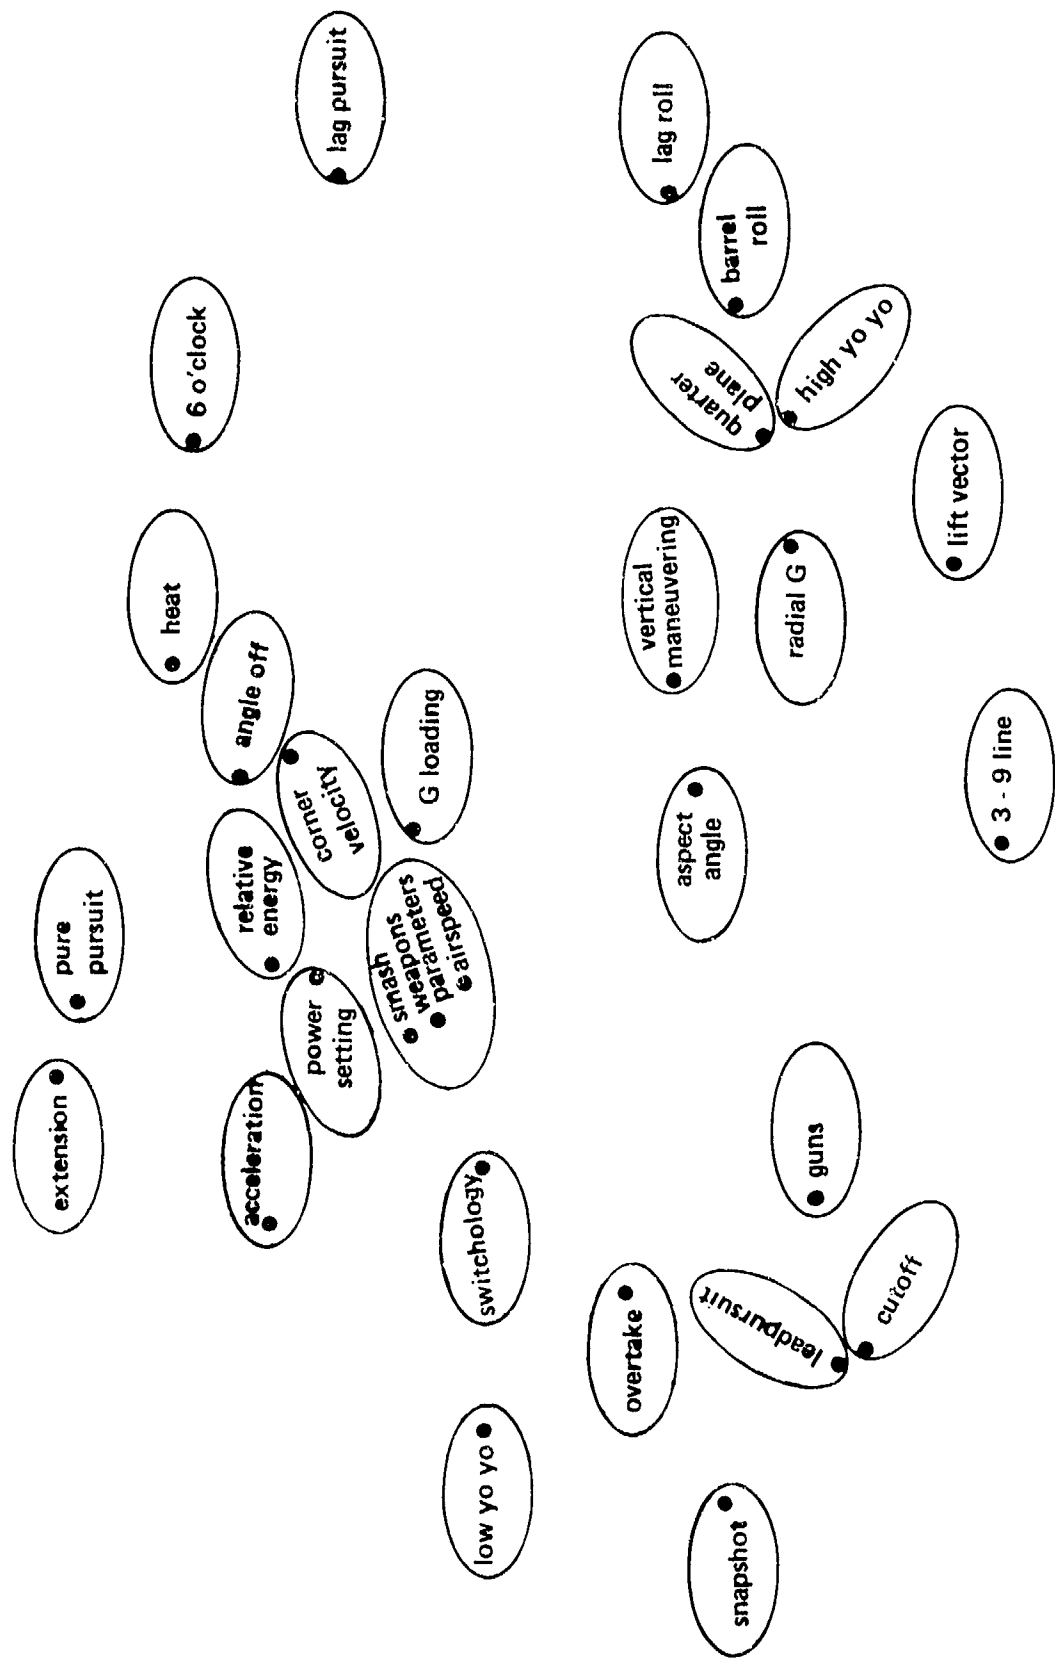 extension
pure
pursuit
heat
6 o'clock
angle off
relative
energy
acceleration
power
setting
corner
velocity
lag pursuit
G loading
smash
weapons
parameters
airspeed
switchology
low yo yo
overtake
lag roll
vertical
maneuvering
quarter
plane
aspect
angle
snapshot
barrel
roll
leadpursuit
radial G
guns
high yo yo
cutoff
lift vector
3 - 9 line